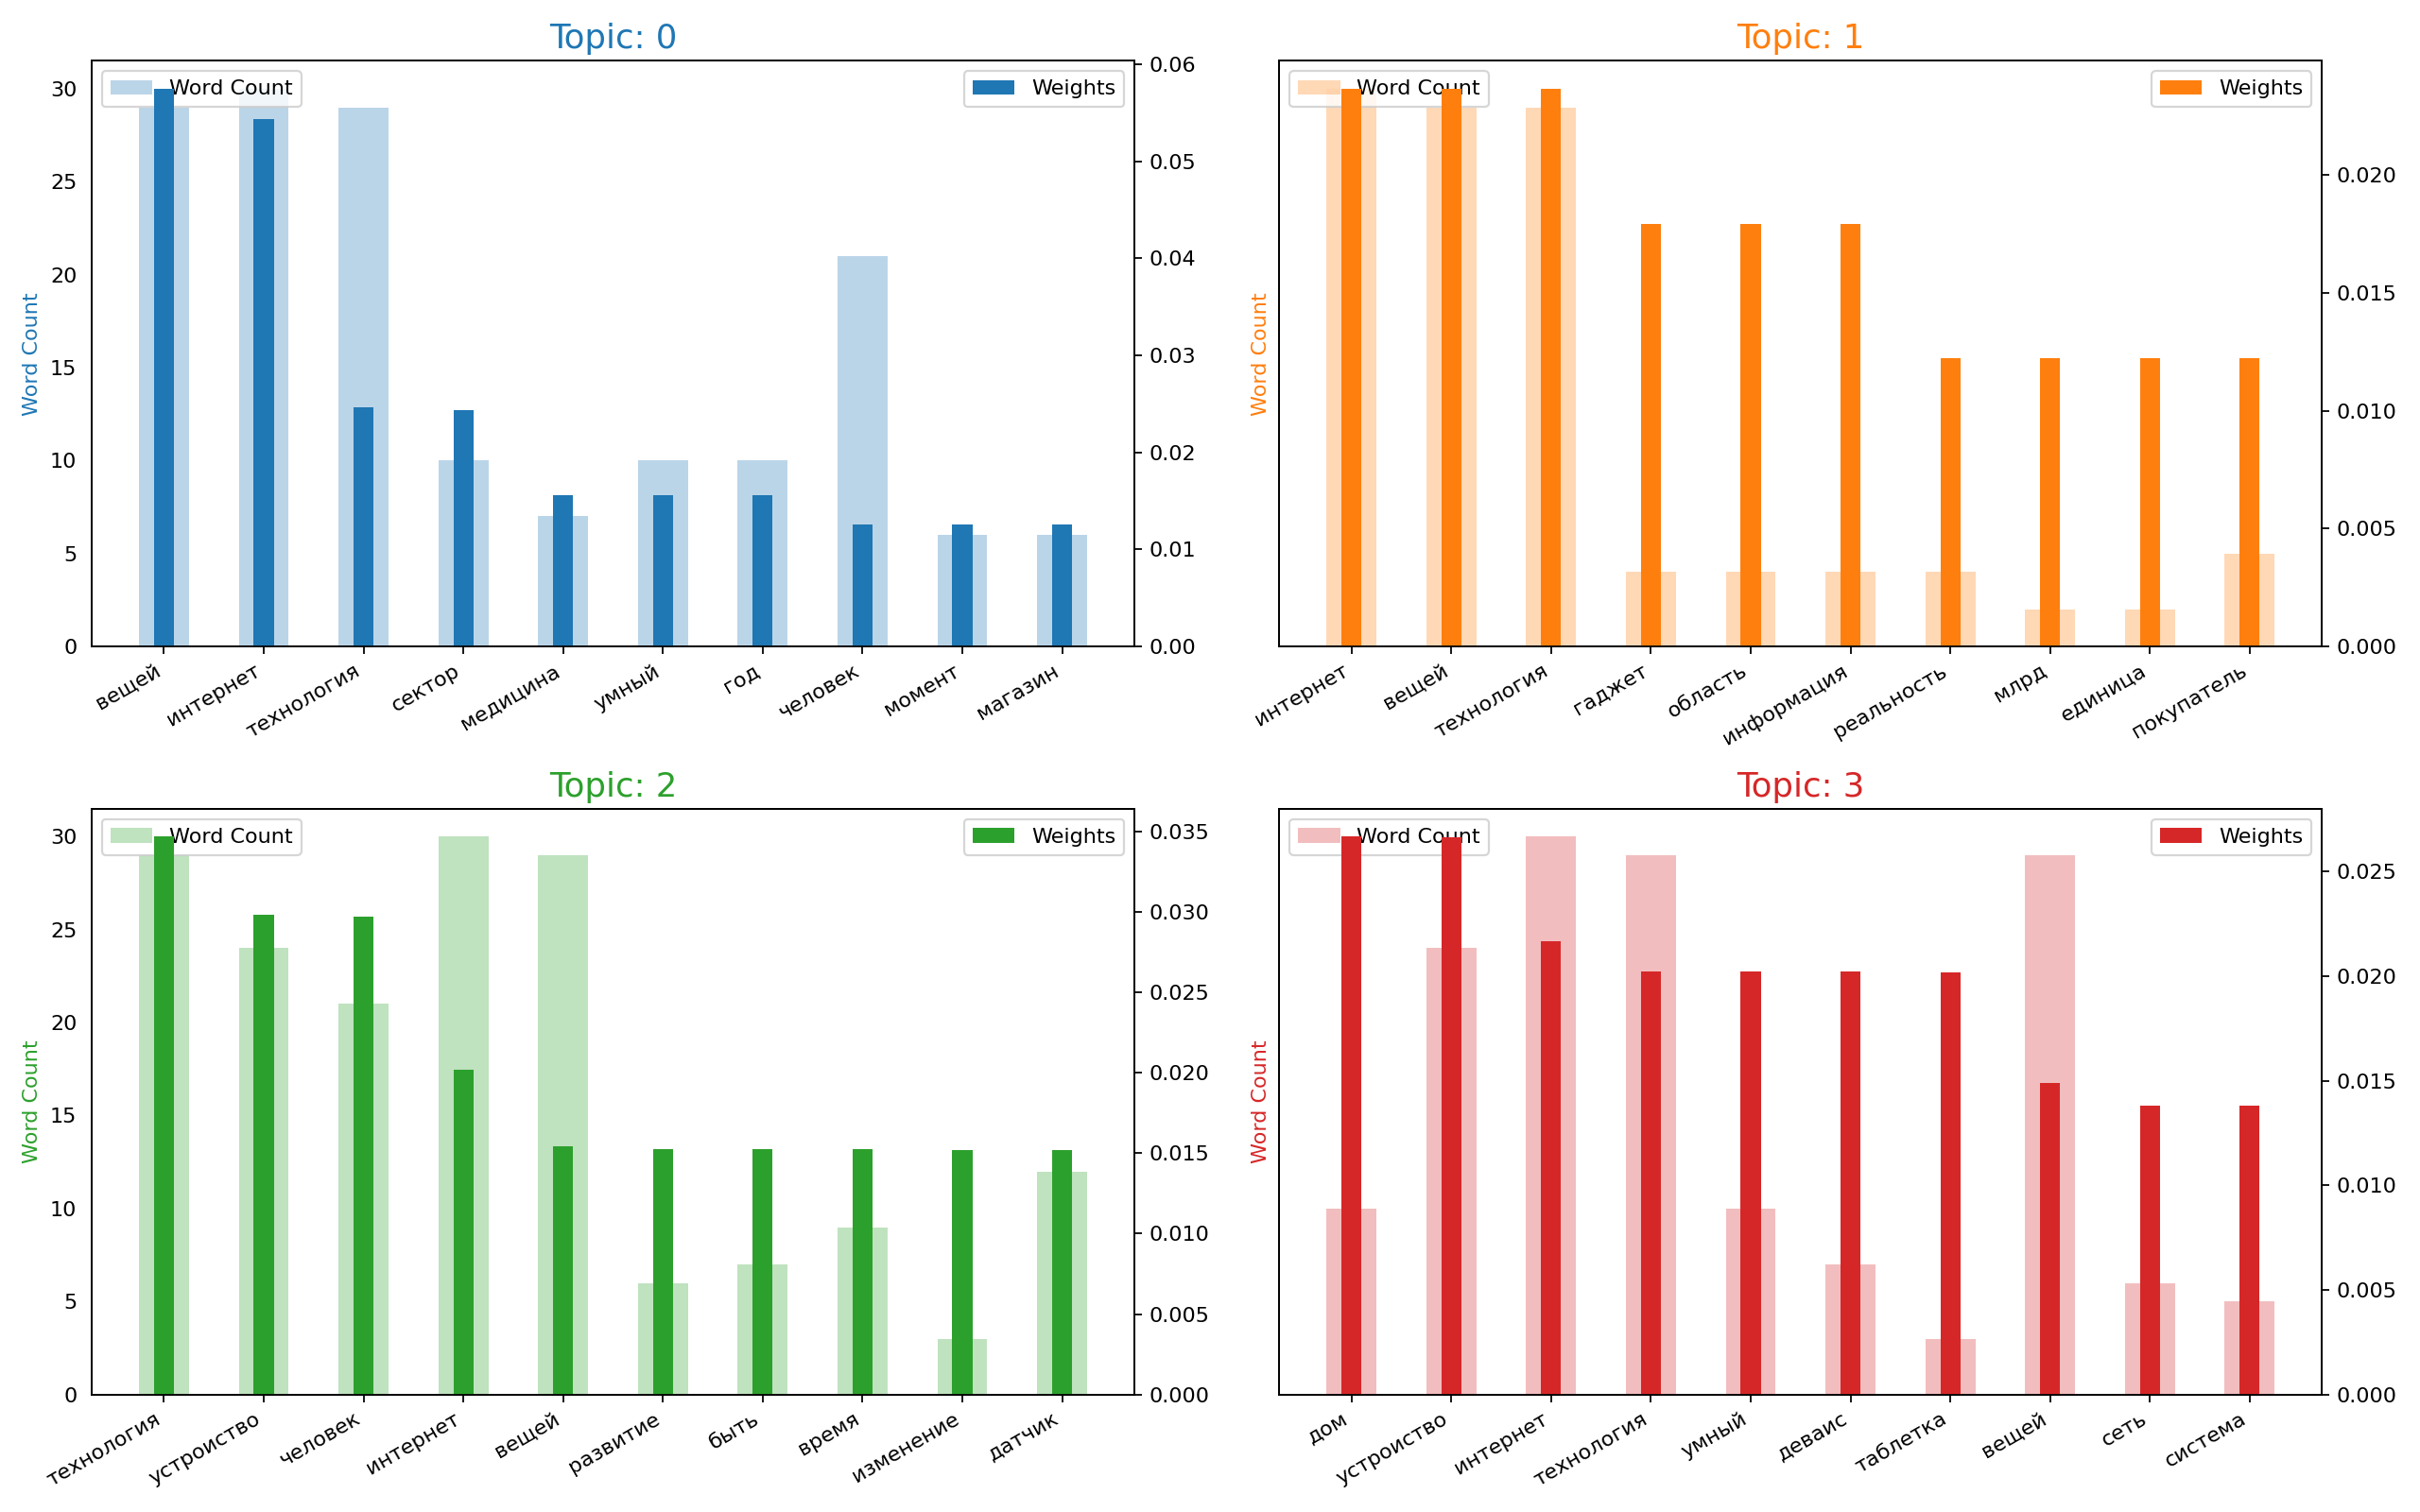 Topic: 0
Word Count
Weights
30
25
20
15
10
5
0
0.06
0.05
0.04
0.03
0.02
0.01
0.00
Word Count
вещей
интернет
технология
сектор
медицина
умный
год
человек
момент
магазин
Topic: 1
Word Count
Weights
0.020
0.015
0.010
0.005
0.000
Word Count
интернет
вещей
технология
гаджет
область
информация
реальность
млрд
единица
покупатель
Topic: 2
Word Count
Weights
30
25
20
15
10
5
0
0.035
0.030
0.025
0.020
0.015
0.010
0.005
0.000
Word Count
технология
устроиство
человек
интернет
вещей
развитие
быть
время
изменение
датчик
Topic: 3
Word Count
Weights
0.025
0.020
0.015
0.010
0.005
0.000
Word Count
дом
устроиство
интернет
технология
умный
деваис
таблетка
вещей
сеть
система